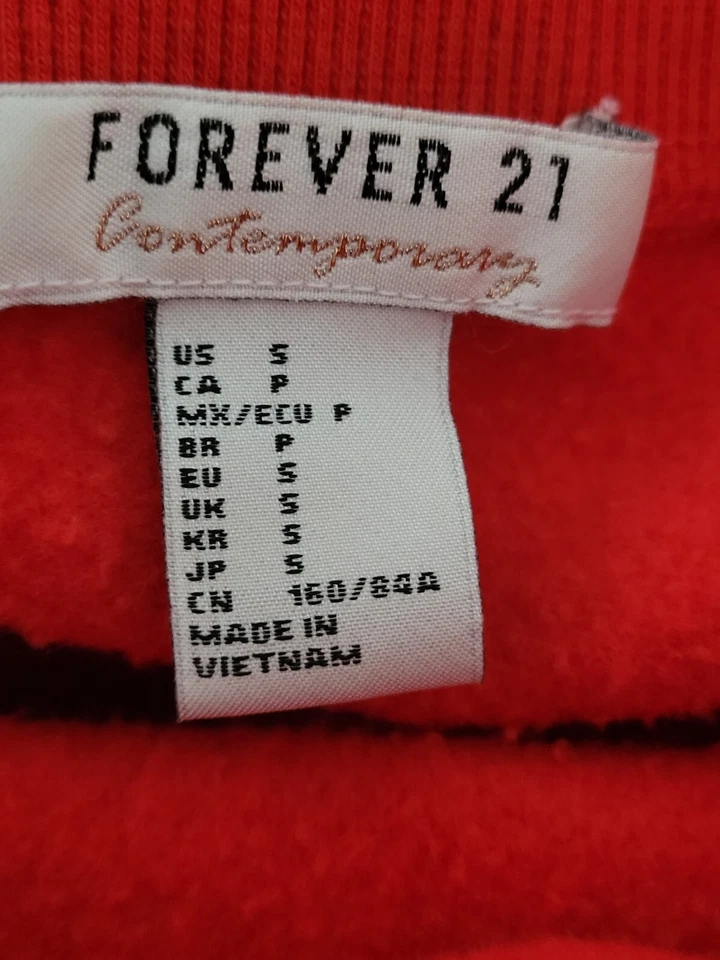 FOREVER 21
Contemporary
US S
CA P
MX/ECU P
BR P
EU S
UK S
KR S
JP S
CN 160/84A
MADE IN
VIETNAM